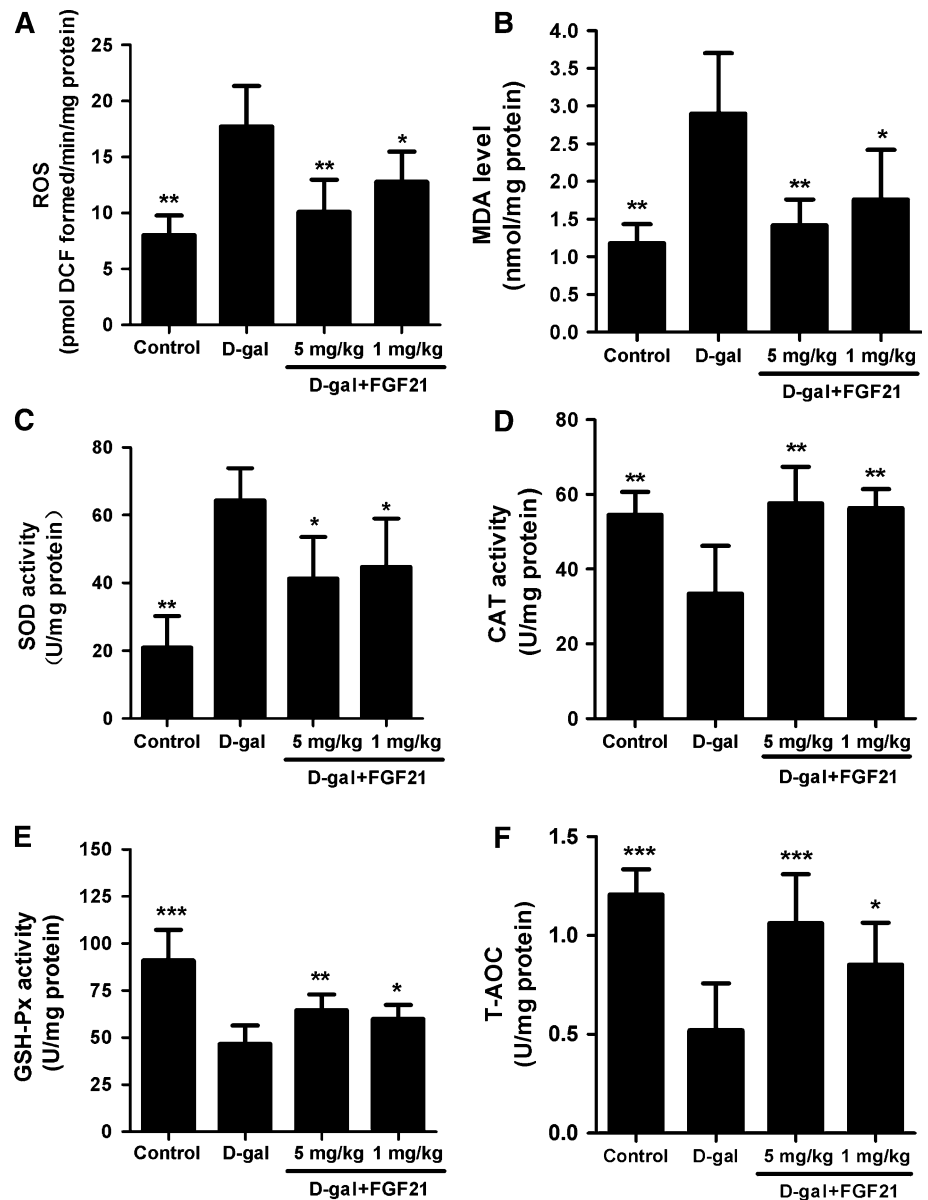 A
ROS
(pmol DCF formed/min/mg protein)
25
20
15
10
5
0
**
**
*
Control D-gal 5 mg/kg 1 mg/kg
D-gal+FGF21
B
MDA level
(nmol/mg protein)
4.0
3.5
3.0
2.5
2.0
1.5
1.0
0.5
0.0
**
**
*
Control D-gal 5 mg/kg 1 mg/kg
D-gal+FGF21
C
SOD activity
(U/mg protein)
80
60
40
20
0
**
*
*
Control D-gal 5 mg/kg 1 mg/kg
D-gal+FGF21
D
CAT activity
(U/mg protein)
80
60
40
20
0
**
**
**
Control D-gal 5 mg/kg 1 mg/kg
D-gal+FGF21
E
GSH-Px activity
(U/mg protein)
150
125
100
75
50
25
0
***
**
*
Control D-gal 5 mg/kg 1 mg/kg
D-gal+FGF21
F
T-AOC
(U/mg protein)
1.5
1.0
0.5
0.0
***
***
*
Control D-gal 5 mg/kg 1 mg/kg
D-gal+FGF21